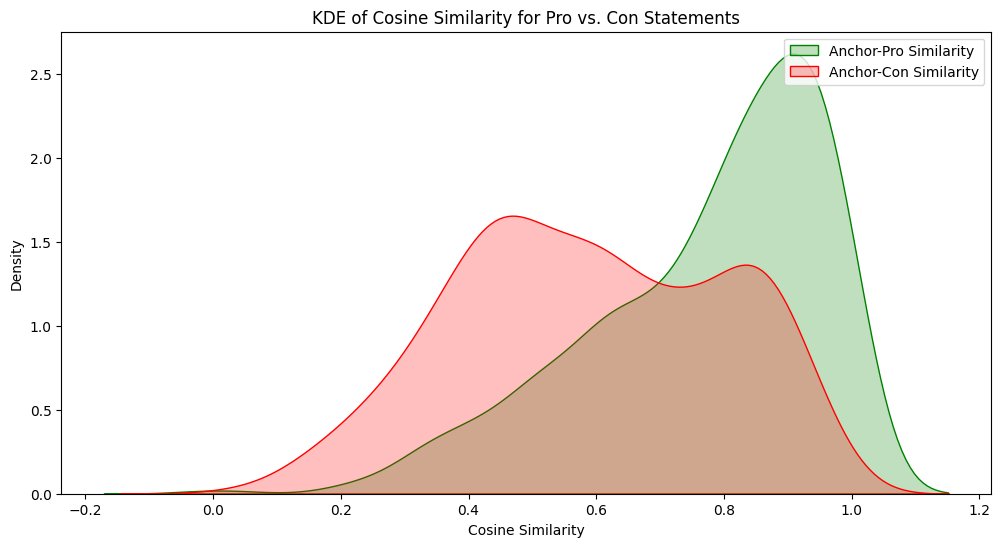 KDE of Cosine Similarity for Pro vs. Con Statements
Anchor-Pro Similarity
Anchor-Con Similarity
Density
2.5
2.0
1.5
1.0
0.5
0.0
−0.2
0.0
0.2
0.4
0.6
0.8
1.0
1.2
Cosine Similarity